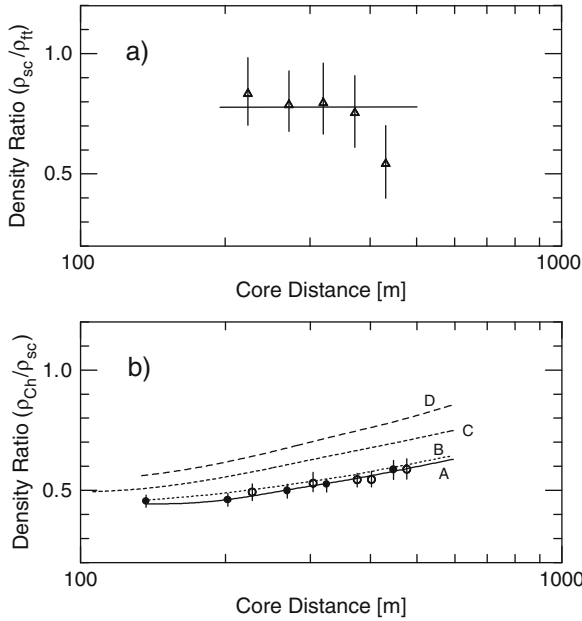 a)
Density Ratio (ρsc/ρft)
1.0
0.5
100
1000
Core Distance [m]
b)
Density Ratio (ρCh/ρsc)
1.0
0.5
D
C
B
A
100
1000
Core Distance [m]